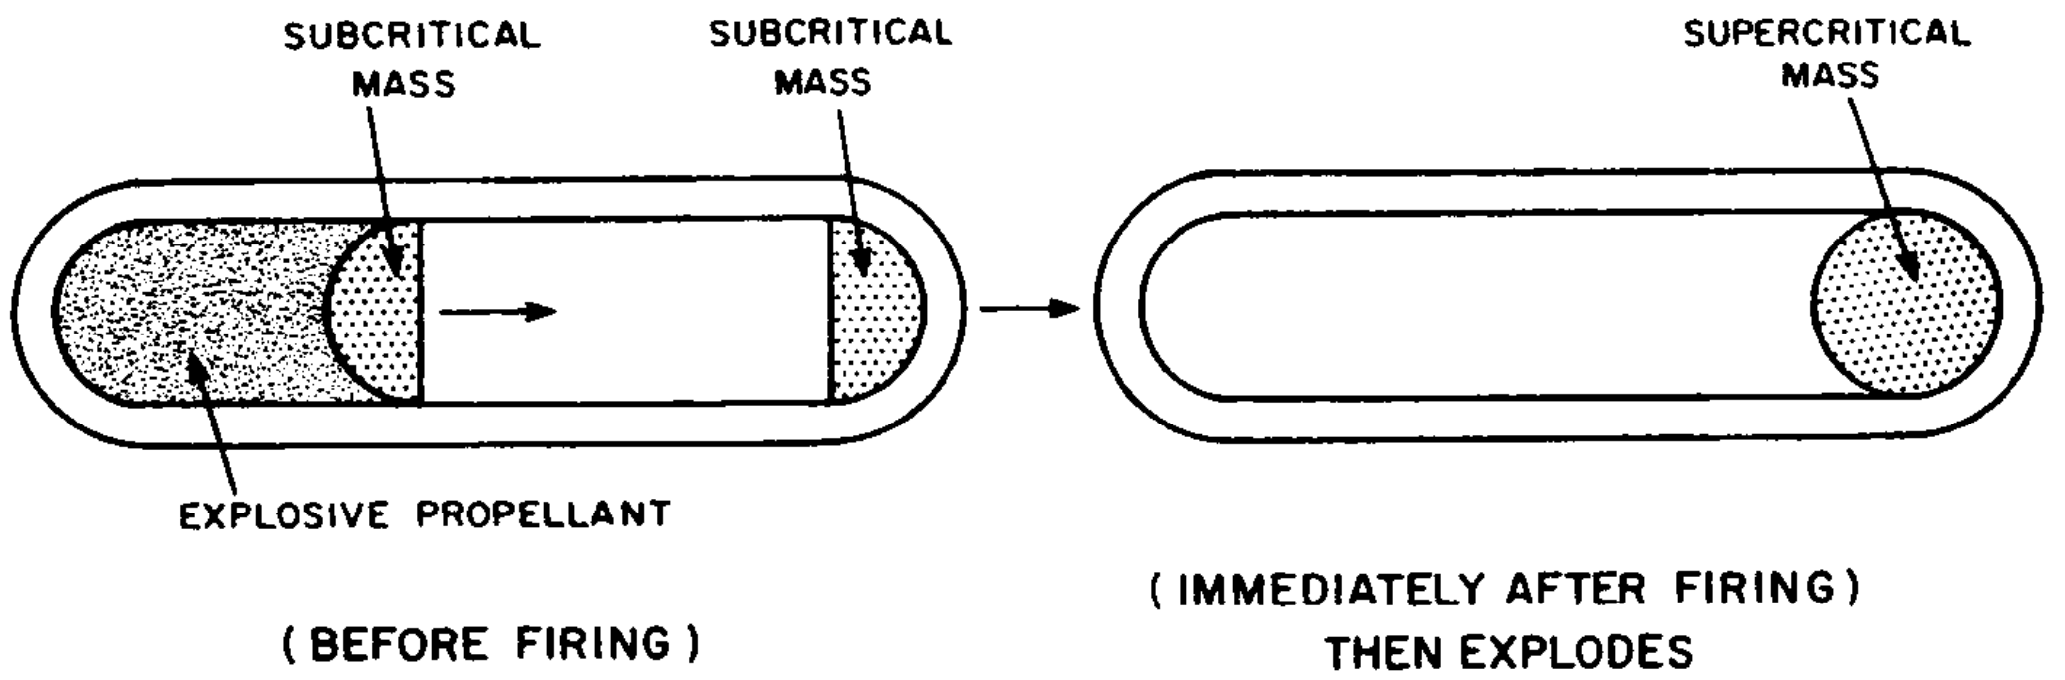 SUBCRITICAL
MASS
SUBCRITICAL
MASS
EXPLOSIVE PROPELLANT
(BEFORE FIRING)
SUPERCRITICAL
MASS
(IMMEDIATELY AFTER FIRING)
THEN EXPLODES